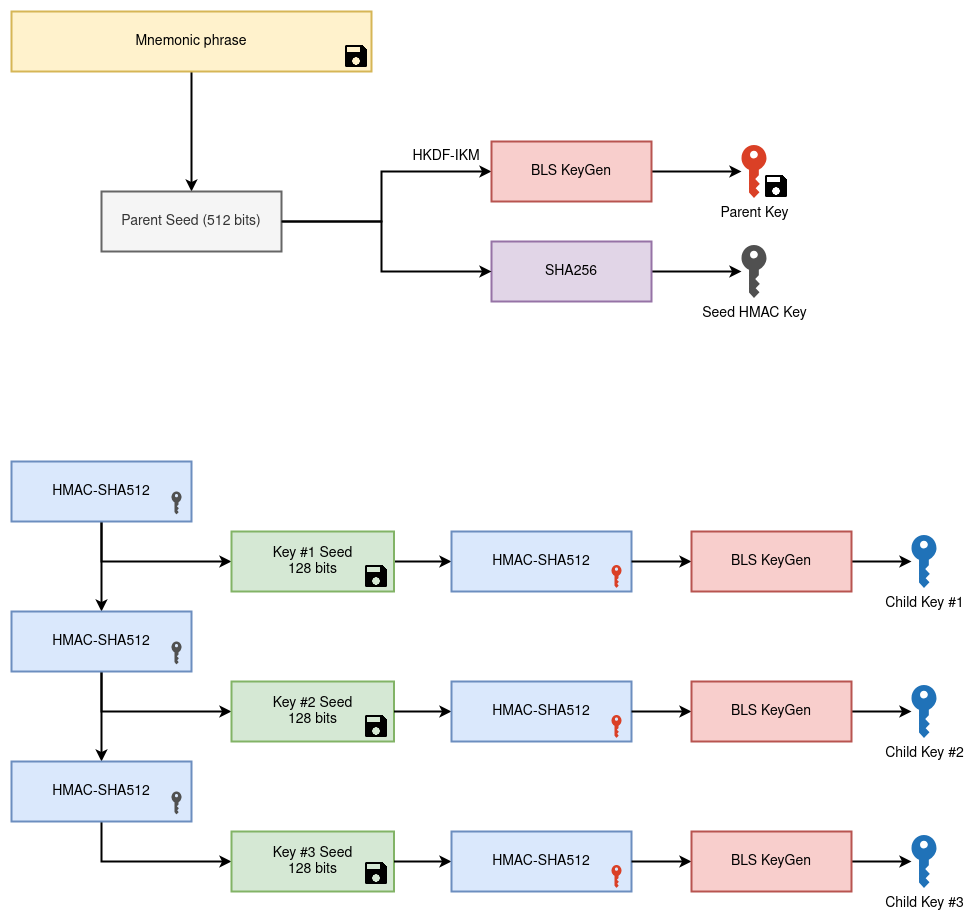 Mnemonic phrase
HKDF-IKM
Parent Seed (512 bits)
BLS KeyGen
Parent Key
SHA256
Seed HMAC Key
HMAC-SHA512
Key #1 Seed
128 bits
HMAC-SHA512
BLS KeyGen
Child Key #1
HMAC-SHA512
Key #2 Seed
128 bits
HMAC-SHA512
BLS KeyGen
Child Key #2
HMAC-SHA512
Key #3 Seed
128 bits
HMAC-SHA512
BLS KeyGen
Child Key #3